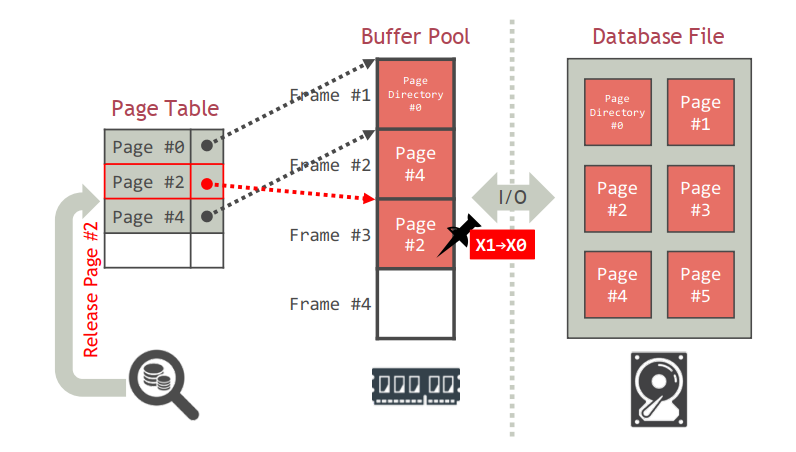 Buffer Pool
Database File
Page Table
Page #0
Page #2
Page #4
Release Page #2
Frame #1
Frame #2
Frame #3
Frame #4
Page
Directory
#0
Page
#4
Page
#2
X1→X0
I/O
Page
Directory
#0
Page
#1
Page
#2
Page
#3
Page
#4
Page
#5